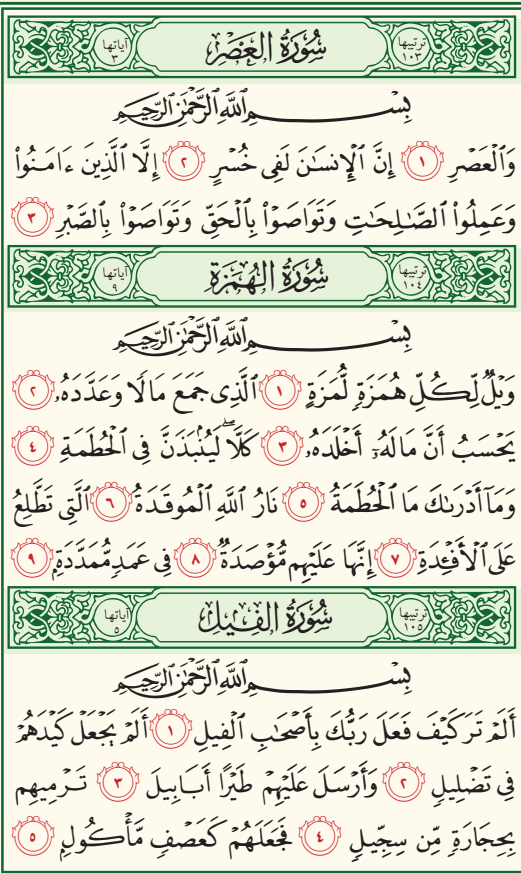 ترتيبها ١٠٣ سُورَةُ العَصْرِ آياتها ٣
بِسْمِ ٱللَّهِ ٱلرَّحْمَٰنِ ٱلرَّحِيمِ
وَٱلْعَصْرِ ١ إِنَّ ٱلْإِنسَٰنَ لَفِى خُسْرٍ ٢ إِلَّا ٱلَّذِينَ ءَامَنُوا۟
وَعَمِلُوا۟ ٱلصَّٰلِحَٰتِ وَتَوَاصَوْا۟ بِٱلْحَقِّ وَتَوَاصَوْا۟ بِٱلصَّبْرِ ٣
ترتيبها ١٠٤ سُورَةُ الهُمَزَةِ آياتها ٩
بِسْمِ ٱللَّهِ ٱلرَّحْمَٰنِ ٱلرَّحِيمِ
وَيْلٌ لِّكُلِّ هُمَزَةٍ لُّمَزَةٍ ١ ٱلَّذِى جَمَعَ مَالًا وَعَدَّدَهُۥ ٢
يَحْسَبُ أَنَّ مَالَهُۥٓ أَخْلَدَهُۥ ٣ كَلَّا ۖ لَيُنۢبَذَنَّ فِى ٱلْحُطَمَةِ ٤
وَمَآ أَدْرَىٰكَ مَا ٱلْحُطَمَةُ ٥ نَارُ ٱللَّهِ ٱلْمُوقَدَةُ ٦ ٱلَّتِى تَطَّلِعُ
عَلَى ٱلْأَفْـِٔدَةِ ٧ إِنَّهَا عَلَيْهِم مُّؤْصَدَةٌ ٨ فِى عَمَدٍ مُّمَدَّدَةٍۭ ٩
ترتيبها ١٠٥ سُورَةُ الفِيلِ آياتها ٥
بِسْمِ ٱللَّهِ ٱلرَّحْمَٰنِ ٱلرَّحِيمِ
أَلَمْ تَرَ كَيْفَ فَعَلَ رَبُّكَ بِأَصْحَٰبِ ٱلْفِيلِ ١ أَلَمْ يَجْعَلْ كَيْدَهُمْ
فِى تَضْلِيلٍ ٢ وَأَرْسَلَ عَلَيْهِمْ طَيْرًا أَبَابِيلَ ٣ تَرْمِيهِم
بِحِجَارَةٍ مِّن سِجِّيلٍ ٤ فَجَعَلَهُمْ كَعَصْفٍ مَّأْكُولٍۭ ٥